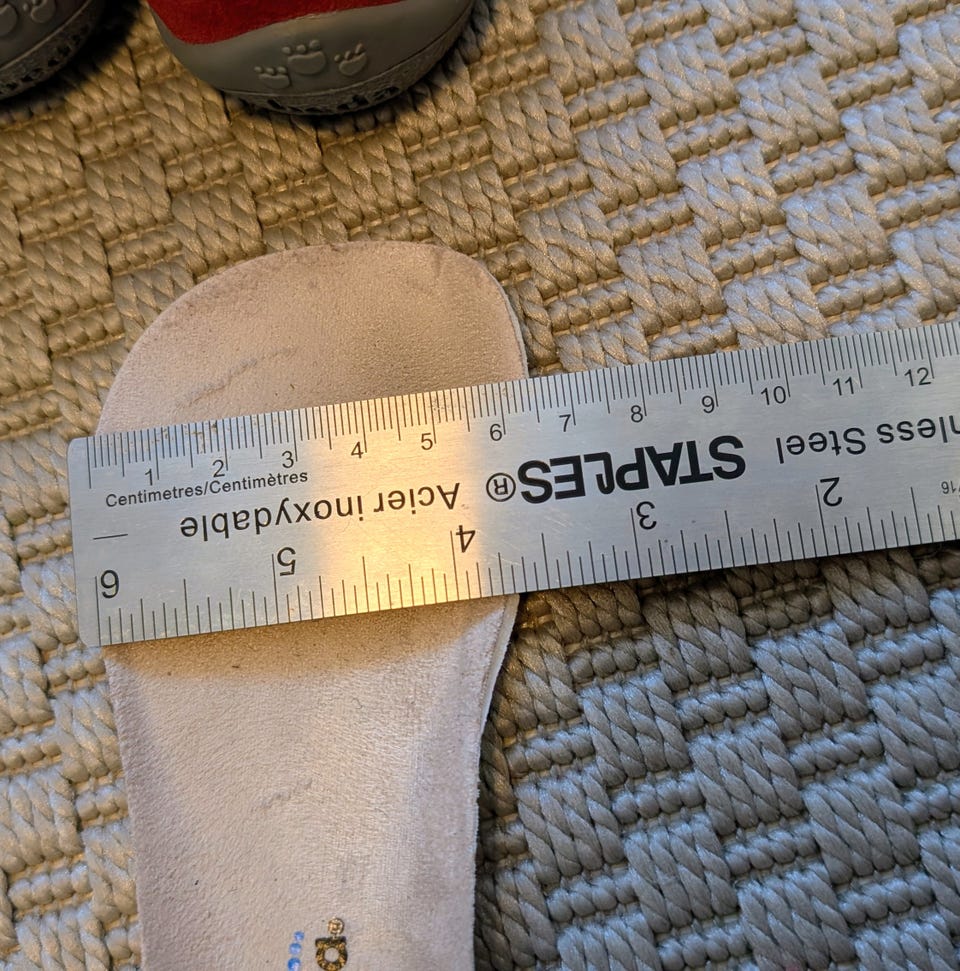 1 2 3 4 5 6 7 8 9 10 11 12
Centimetres/Centimètres
Acier inoxydable STAPLES® nless Steel
6 5 4 3 2